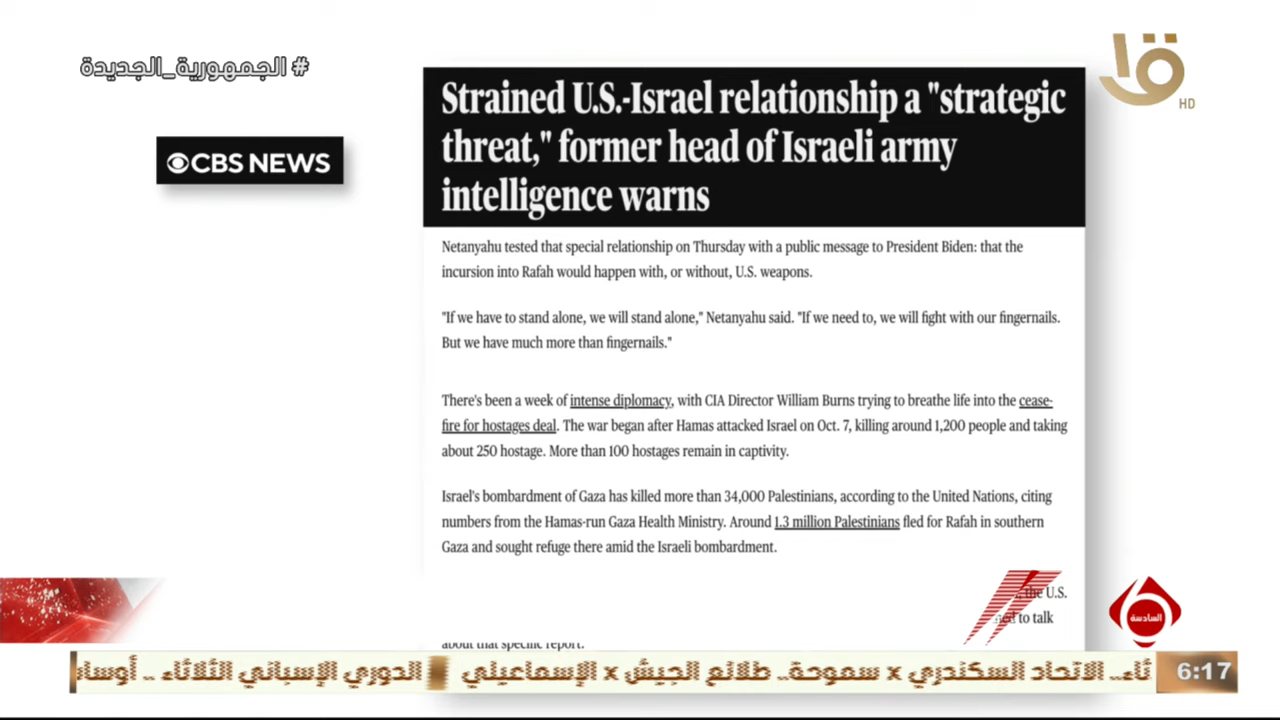 # الجمهورية_الجديدة
HD
CBS NEWS
Strained U.S.-Israel relationship a "strategic
threat," former head of Israeli army
intelligence warns
Netanyahu tested that special relationship on Thursday with a public message to President Biden: that the
incursion into Rafah would happen with, or without, U.S. weapons.
"If we have to stand alone, we will stand alone," Netanyahu said. "If we need to, we will fight with our fingernails.
But we have much more than fingernails."
There's been a week of intense diplomacy, with CIA Director William Burns trying to breathe life into the cease-
fire for hostages deal. The war began after Hamas attacked Israel on Oct. 7, killing around 1,200 people and taking
about 250 hostage. More than 100 hostages remain in captivity.
Israel's bombardment of Gaza has killed more than 34,000 Palestinians, according to the United Nations, citing
numbers from the Hamas-run Gaza Health Ministry. Around 1.3 million Palestinians fled for Rafah in southern
Gaza and sought refuge there amid the Israeli bombardment.
the U.S.
to talk
about that specific report.
السادسة
ثاء.. الاتحاد السكندري x سموحة.. طلائع الجيش x الإسماعيلي الدوري الإسباني الثلاثاء .. أوسا
6:17